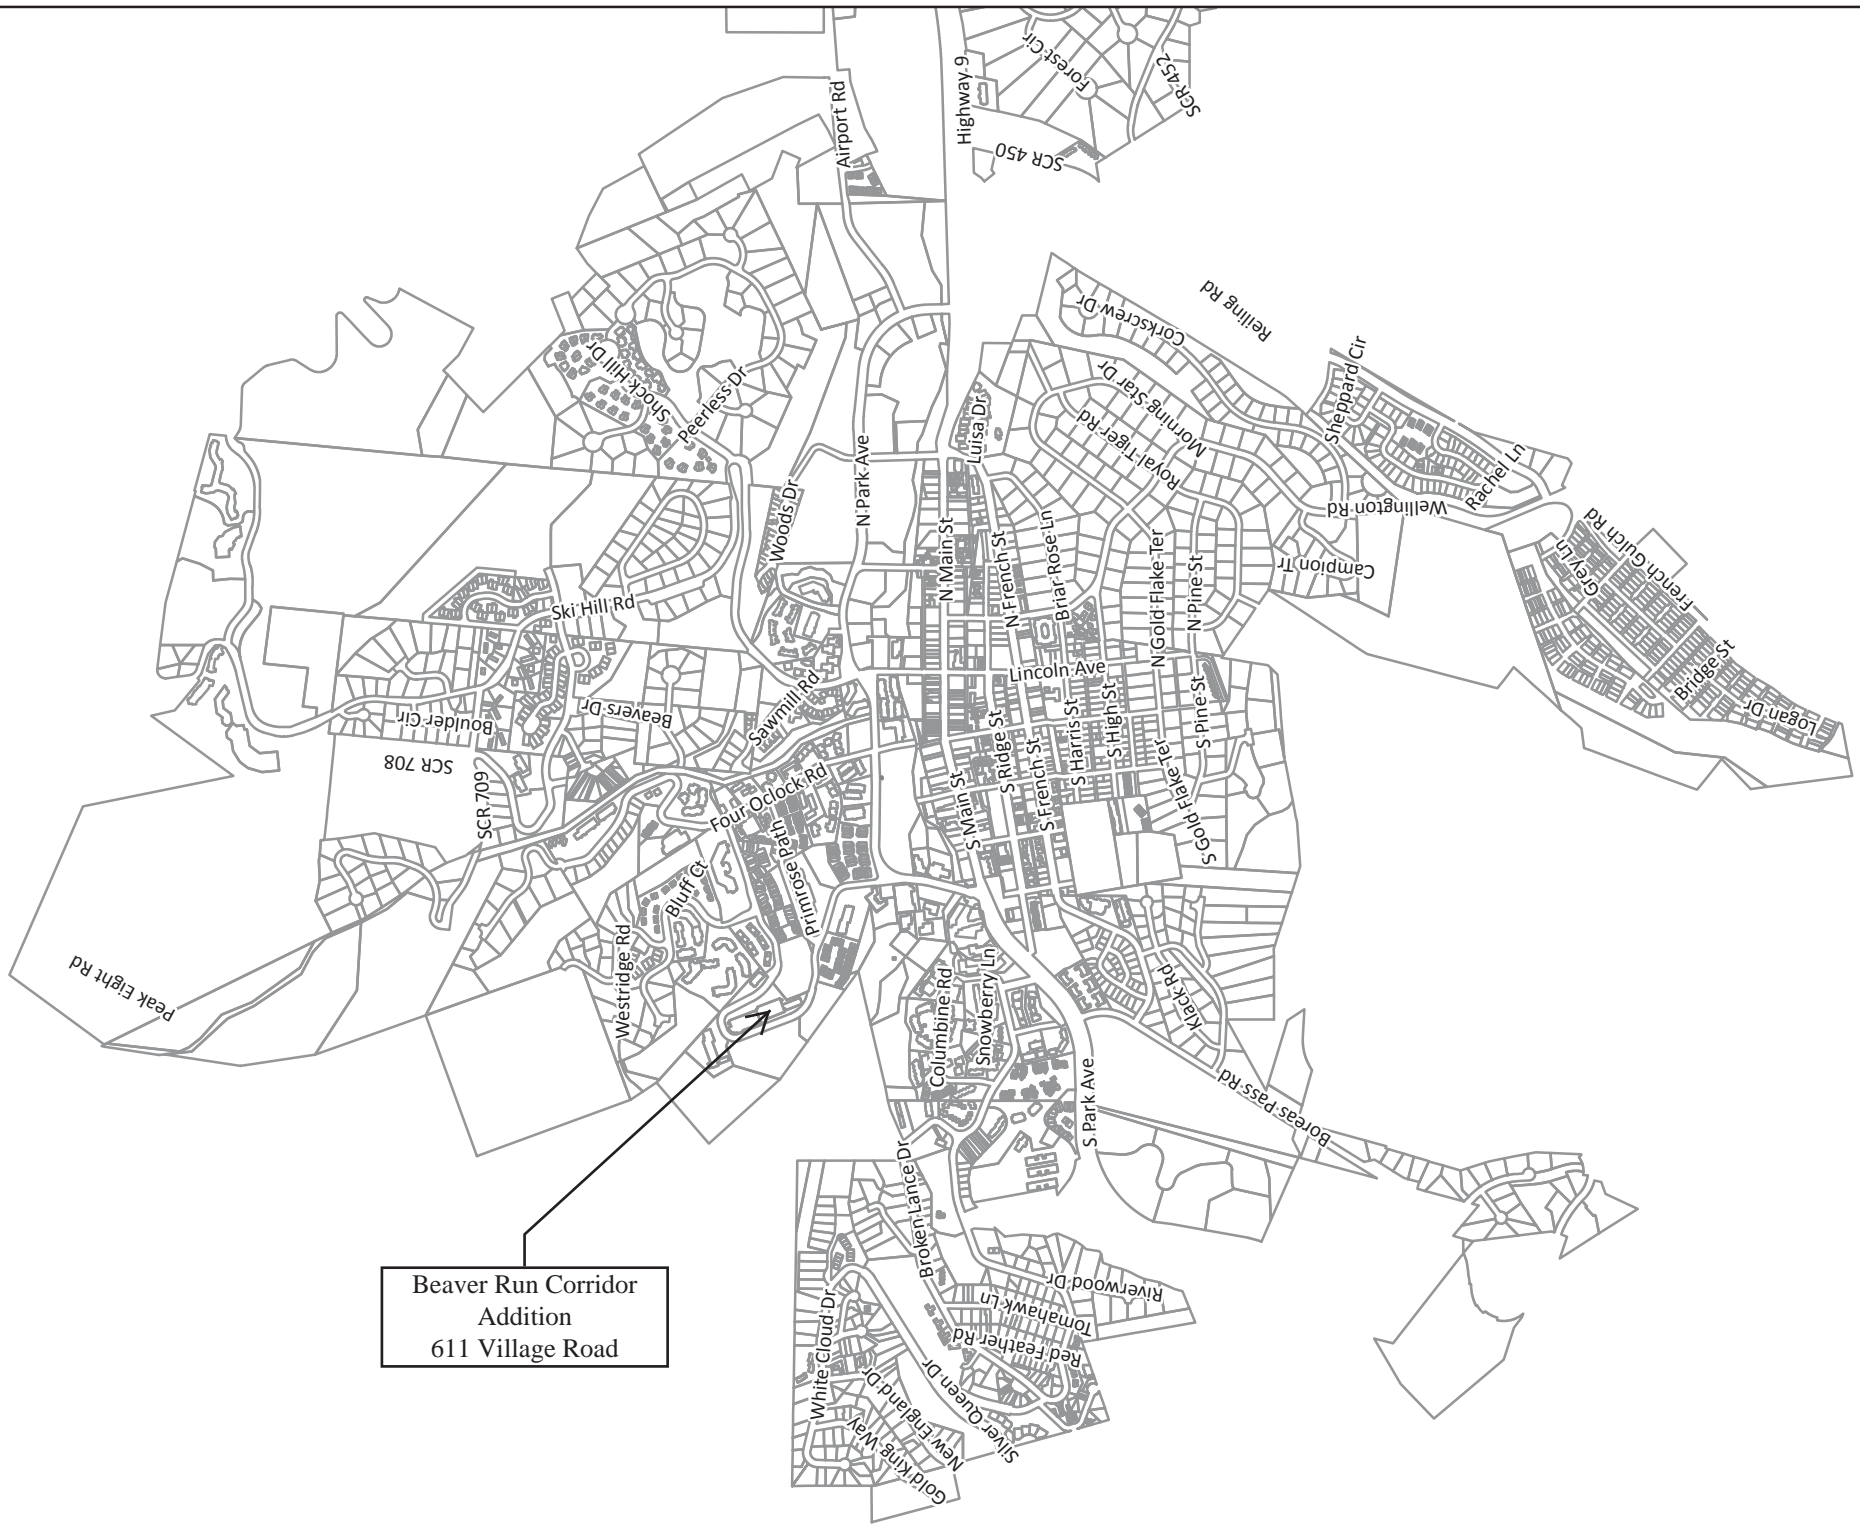 Highway 9
Forest Cir
SCR 452
Airport Rd
SCR 450
Reiling Rd
Corkscrew Dr
Shock Hill Dr
Peerless Dr
Sheppard Cir
Morning Star Dr
Royal Tiger Rd
Luisa Dr
N Park Ave
Woods Dr
Rachel Ln
Wellington Rd
N Main St
N French St
Briar Rose Ln
N Gold Flake Ter
N Pine St
Campion Tr
French Gulch Rd
Grey Ln
Ski Hill Rd
Lincoln Ave
Bridge St
Logan Dr
Sawmill Rd
Beavers Dr
Boulder Cir
SCR 708
SCR 709
S Ridge St
S Harris St
S High St
S Pine St
S French St
S Main St
S Gold Flake Ter
Four Oclock Rd
Primrose Path
Bluff Ct
Westridge Rd
Peak Eight Rd
Columbine Rd
Snowberry Ln
Klack Rd
S Park Ave
Boreas Pass Rd
Broken Lance Dr
Beaver Run Corridor
Addition
611 Village Road
Riverwood Dr
Tomahawk Ln
Red Feather Rd
White Cloud Dr
Silver Queen Dr
New England Dr
Gold King Way